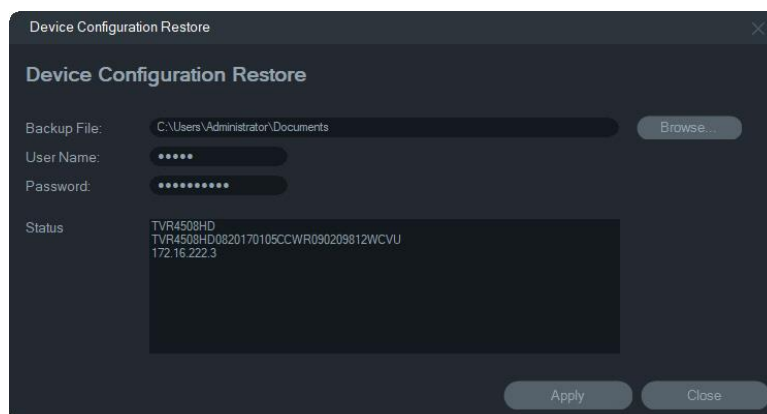 Device Configuration Restore
Device Configuration Restore
Backup File: C:\Users\Administrator\Documents Browse...
User Name: •••••
Password: ••••••••••
Status
TVR4508HD
TVR4508HD0820170105CCWR090209812WCVU
172.16.222.3
Apply Close